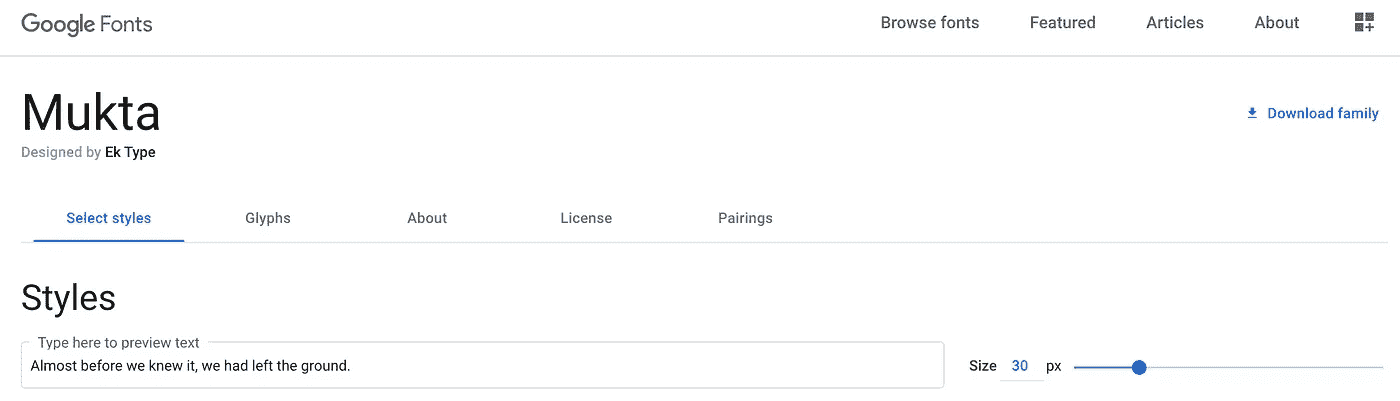 Google Fonts
Browse fonts Featured Articles About
Mukta
Download family
Designed by Ek Type
Select styles Glyphs About License Pairings
Styles
Type here to preview text
Almost before we knew it, we had left the ground.
Size 30 px